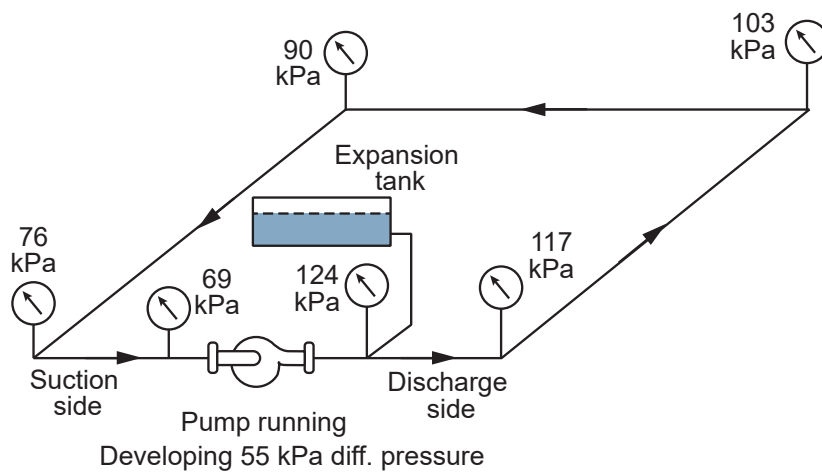 103
kPa
90
kPa
Expansion
tank
76
kPa
69
kPa
124
kPa
117
kPa
Suction
side
Discharge
side
Pump running
Developing 55 kPa diff. pressure